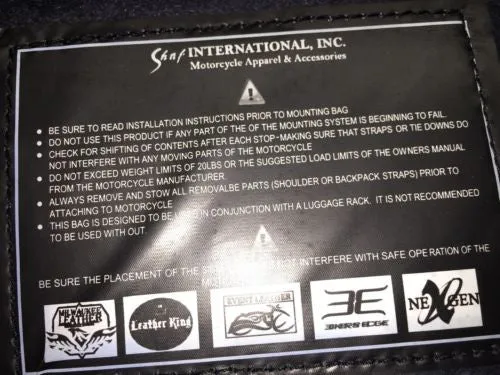 Shaf INTERNATIONAL, INC.
Motorcycle Apparel & Accessories
• BE SURE TO READ INSTALLATION INSTRUCTIONS PRIOR TO MOUNTING BAG
• DO NOT USE THIS PRODUCT IF ANY PART OF THE OF THE MOUNTING SYSTEM IS BEGINNING TO FAIL.
• CHECK FOR SHIFTING OF CONTENTS AFTER EACH STOP-MAKING SURE THAT STRAPS OR TIE DOWNS DO
NOT INTERFERE WITH ANY MOVING PARTS OF THE MOTORCYCLE
• DO NOT EXCEED WEIGHT LIMITS OF 20LBS OR THE SUGGESTED LOAD LIMITS OF THE OWNERS MANUAL
FROM THE MOTORCYCLE MANUFACTURER
• ALWAYS REMOVE AND STOW ALL REMOVALBE PARTS (SHOULDER OR BACKPACK STRAPS) PRIOR TO
ATTACHING TO MOTORCYCLE
• THIS BAG IS DESIGNED TO BE USED IN CONJUNCTION WITH A LUGGAGE RACK. IT IS NOT RECOMMENDED
TO BE USED WITH OUT.
BE SURE THE PLACEMENT OF THE NOT INTERFERE WITH SAFE OPERATION OF THE
MILWAUKEE
LEATHER
Leather King
EVENT LEATHER
3E
BIKERS EDGE
NEXGEN